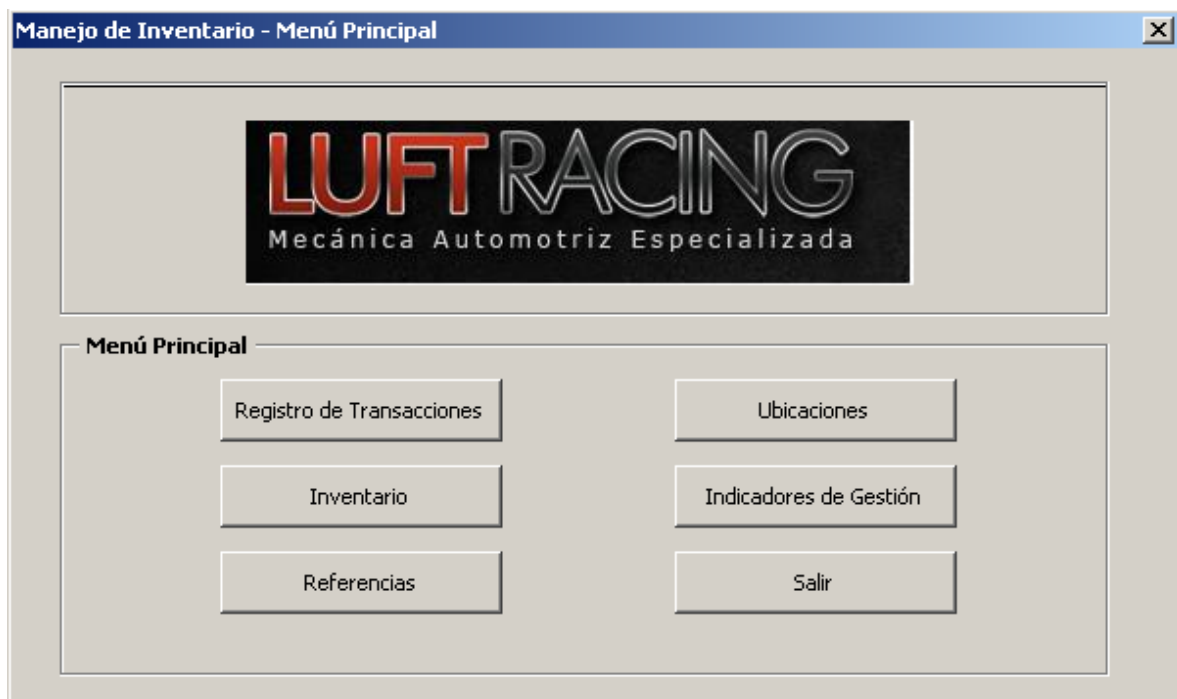 Manejo de Inventario - Menú Principal
LUFT RACING
Mecánica Automotriz Especializada
Menú Principal
Registro de Transacciones
Ubicaciones
Inventario
Indicadores de Gestión
Referencias
Salir